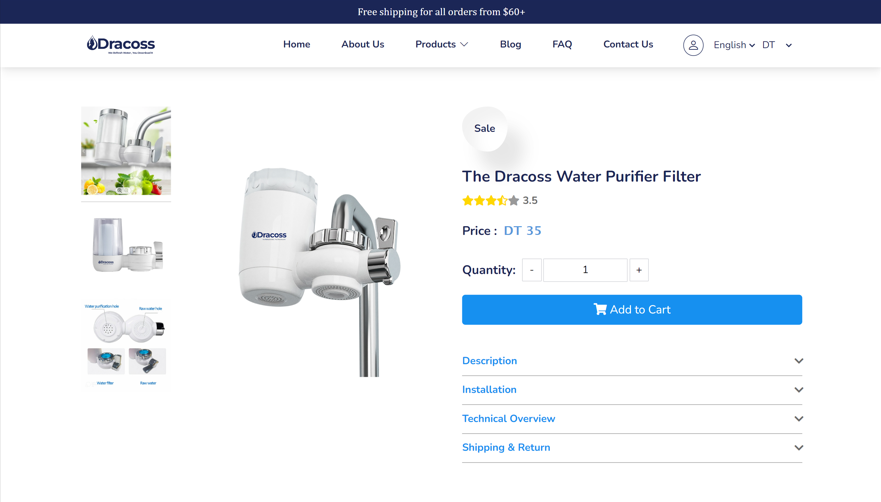 Free shipping for all orders from $60+
Dracoss
Home
About Us
Products
Blog
FAQ
Contact Us
English
DT
Sale
The Dracoss Water Purifier Filter
3.5
Price : DT 35
Quantity:
-
1
+
Add to Cart
Description
Installation
Technical Overview
Shipping & Return
Dracoss
Dracoss
Water purification hole
Raw water hole
Water filter
Raw water